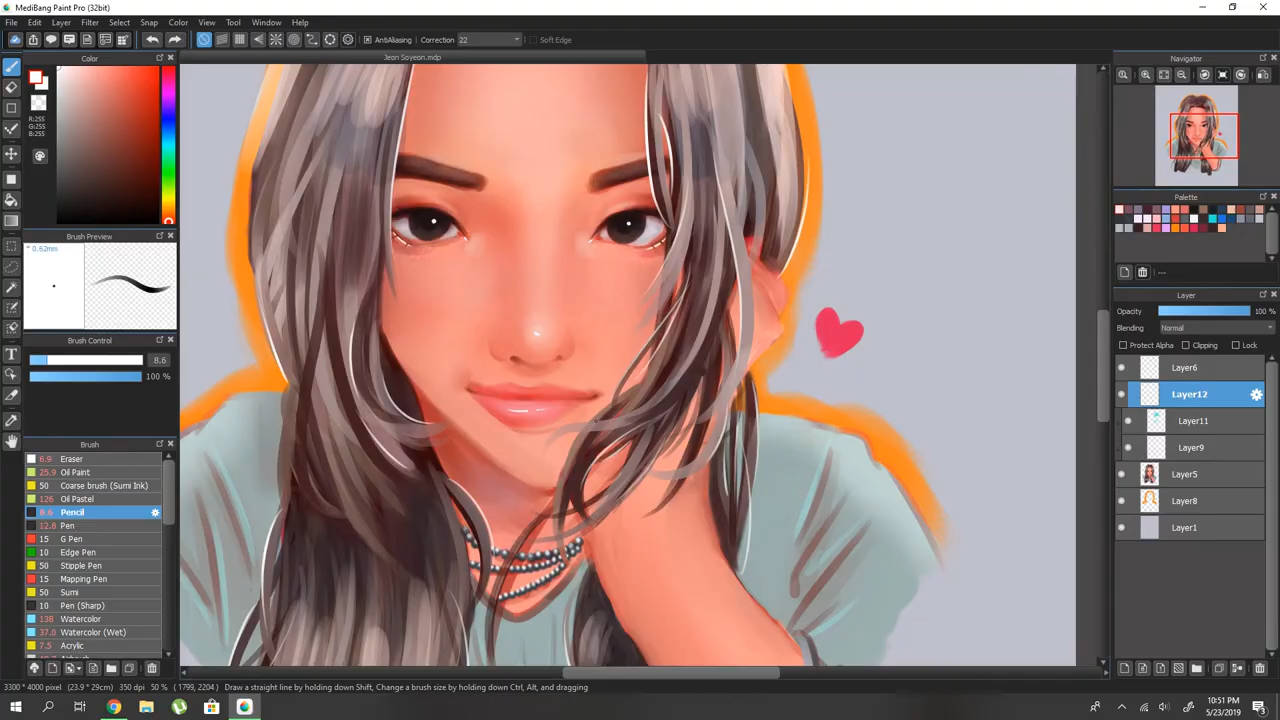 MediBang Paint Pro (32bit)
File Edit Layer Filter Select Snap Color View Tool Window Help
AntiAliasing Correction 22 Soft Edge
Color
Jeon Soyeon.mdp
Navigator
R:255
G:255
B:255
Palette
Brush Preview
* 0.62mm
---
Layer
Opacity 100 %
Blending Normal
Brush Control
Protect Alpha Clipping Lock
8.6
100 %
Layer6
Layer12
Layer11
Layer9
Layer5
Layer8
Layer1
Brush
6.9 Eraser
25.9 Oil Paint
50 Coarse brush (Sumi Ink)
126 Oil Pastel
8.6 Pencil
12.8 Pen
15 G Pen
10 Edge Pen
50 Stipple Pen
15 Mapping Pen
50 Sumi
10 Pen (Sharp)
138 Watercolor
37.0 Watercolor (Wet)
7.5 Acrylic
3300 * 4000 pixel (23.9 * 29cm) 350 dpi 50 % ( 1799, 2204 ) Draw a straight line by holding down Shift, Change a brush size by holding down Ctrl, Alt, and dragging
10:51 PM
5/23/2019
3